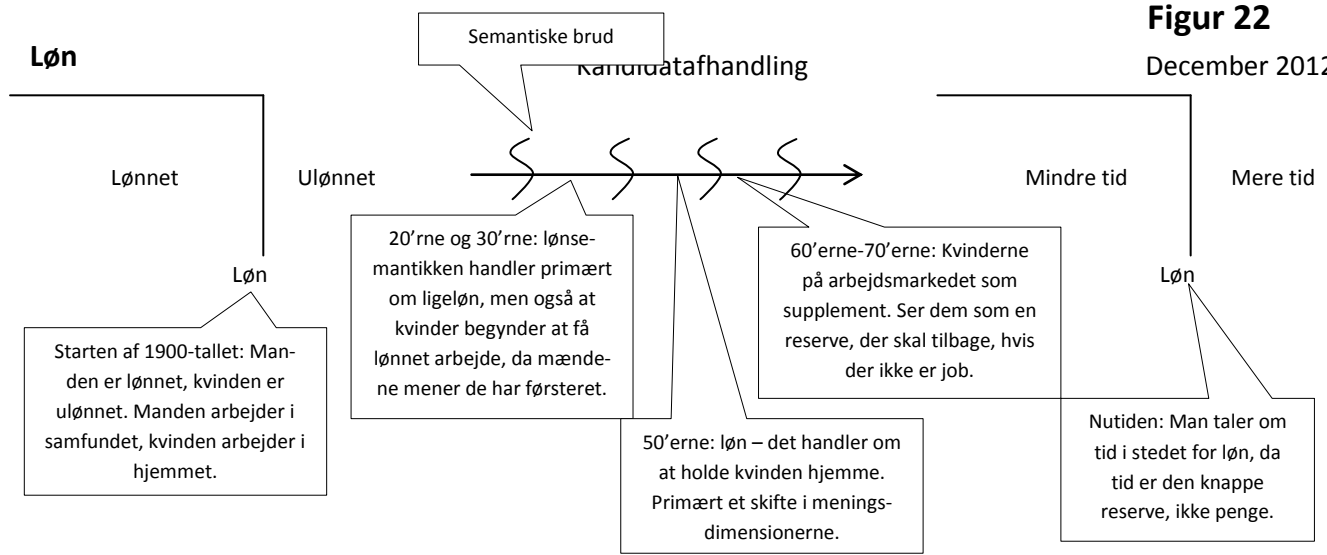 Figur 22
Løn
Semantiske brud
Kandidatafhandling
December 2012
Lønnet
Ulønnet
Mindre tid
Mere tid
Løn
Løn
Starten af 1900-tallet: Man-
den er lønnet, kvinden er
ulønnet. Manden arbejder i
samfundet, kvinden arbejder i
hjemmet.
20’rne og 30’rne: lønse-
mantikken handler primært
om ligeløn, men også at
kvinder begynder at få
lønnet arbejde, da mænde-
ne mener de har førsteret.
50’erne: løn – det handler om
at holde kvinden hjemme.
Primært et skifte i menings-
dimensionerne.
60’erne-70’erne: Kvinderne
på arbejdsmarkedet som
supplement. Ser dem som en
reserve, der skal tilbage, hvis
der ikke er job.
Nutiden: Man taler om
tid i stedet for løn, da
tid er den knappe
reserve, ikke penge.